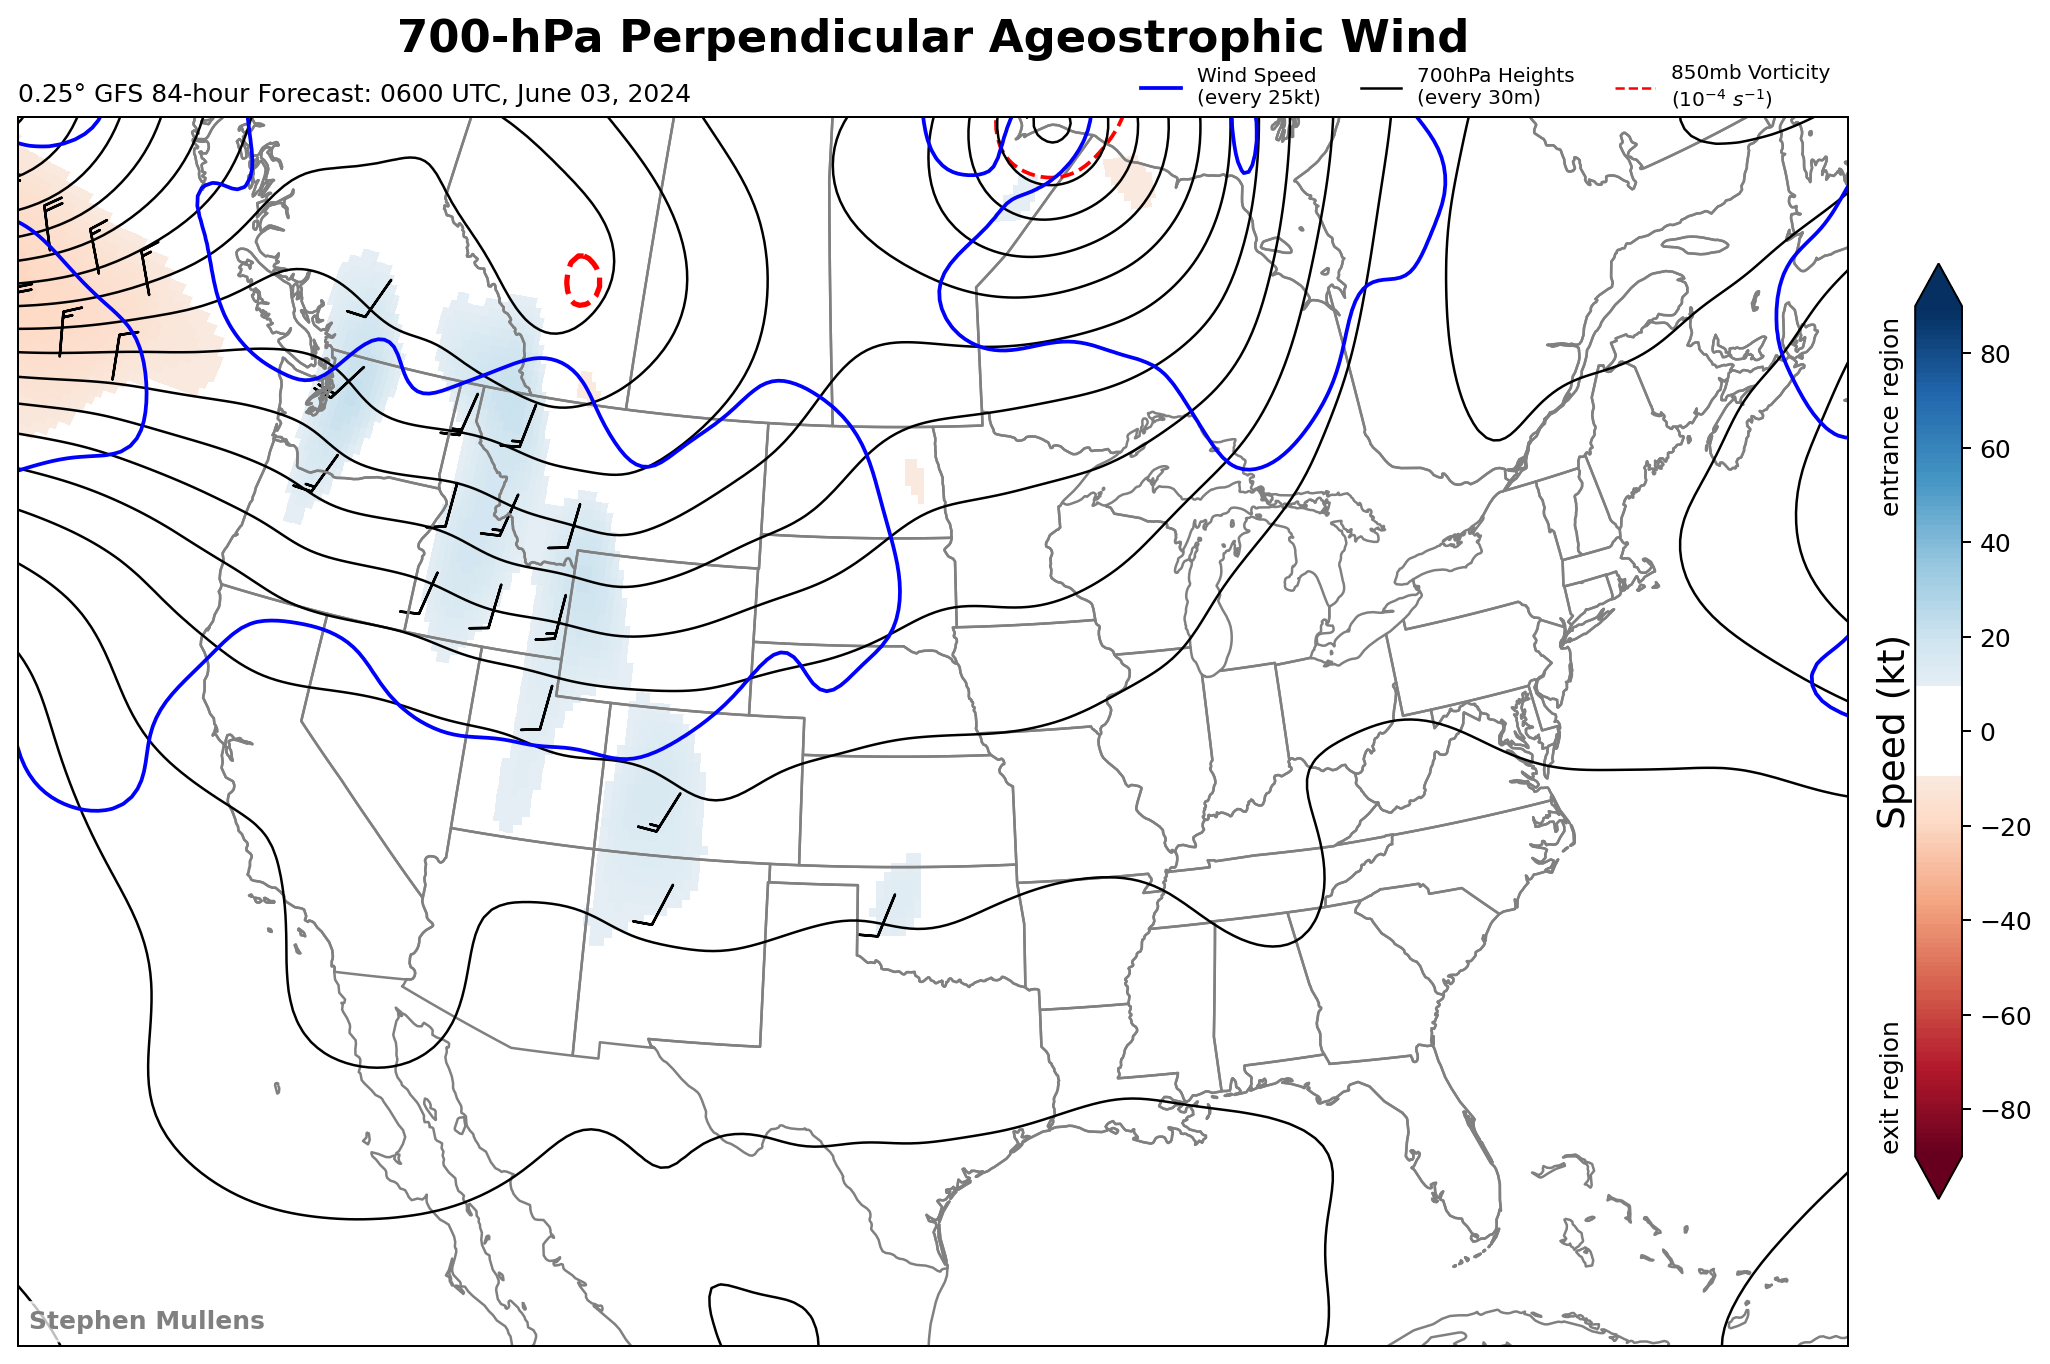 700-hPa Perpendicular Ageostrophic Wind
0.25° GFS 84-hour Forecast: 0600 UTC, June 03, 2024
Wind Speed
(every 25kt)
700hPa Heights
(every 30m)
850mb Vorticity
(10⁻⁴ s⁻¹)
entrance region
Speed (kt)
exit region
80
60
40
20
0
−20
−40
−60
−80
Stephen Mullens